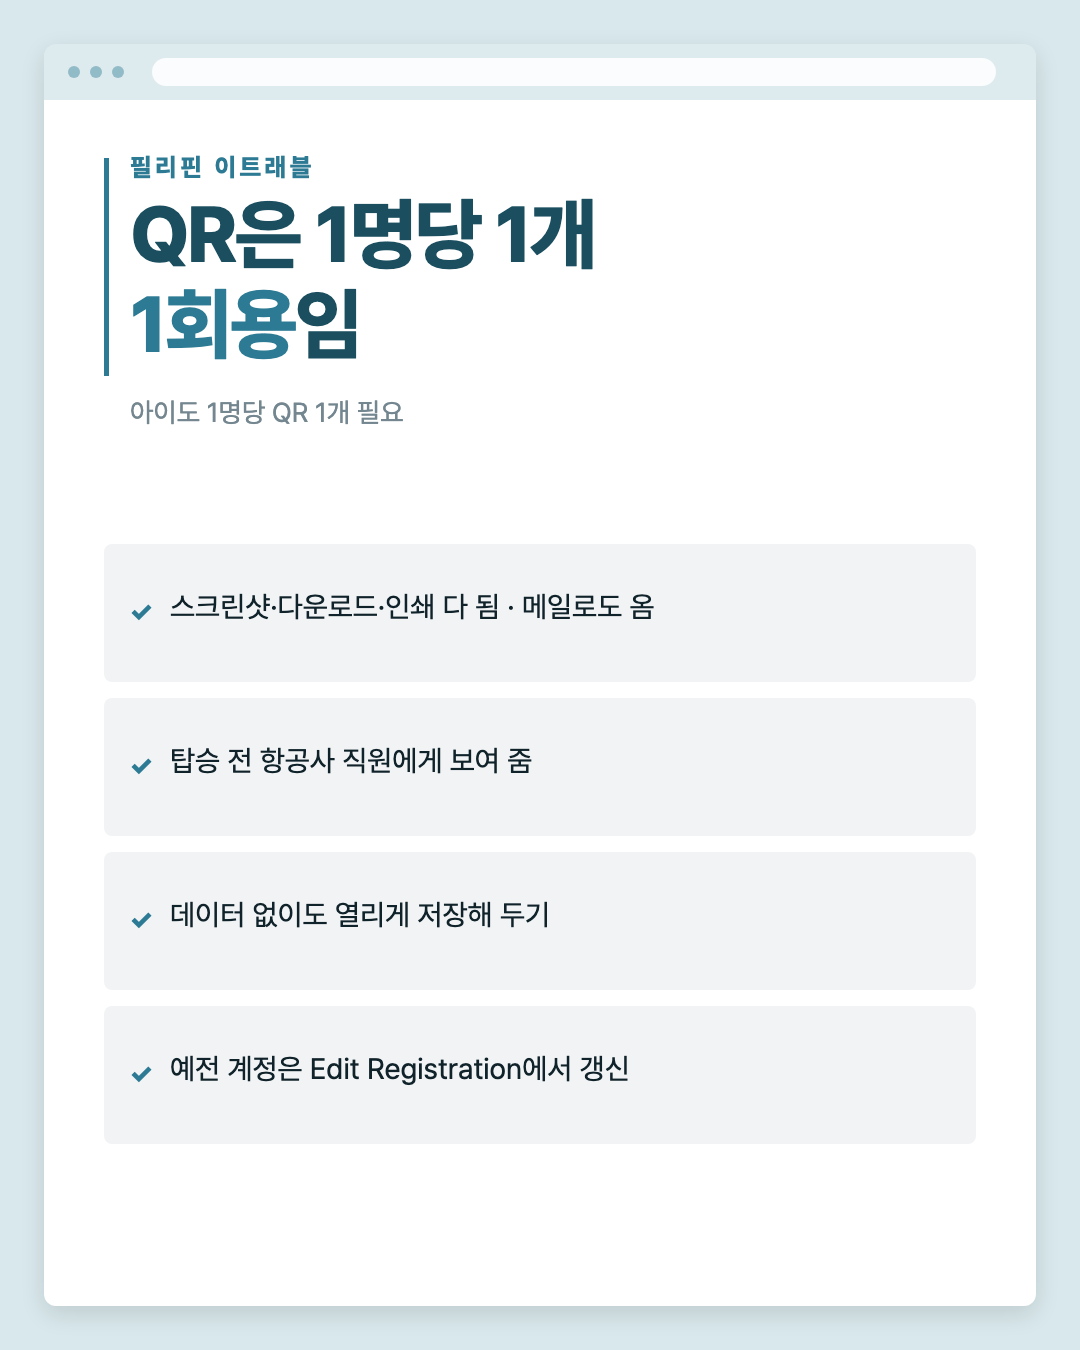 필리핀 이트래블
QR은 1명당 1개
1회용임
아이도 1명당 QR 1개 필요
스크린샷·다운로드·인쇄 다 됨 · 메일로도 옴
탑승 전 항공사 직원에게 보여 줌
데이터 없이도 열리게 저장해 두기
예전 계정은 Edit Registration에서 갱신